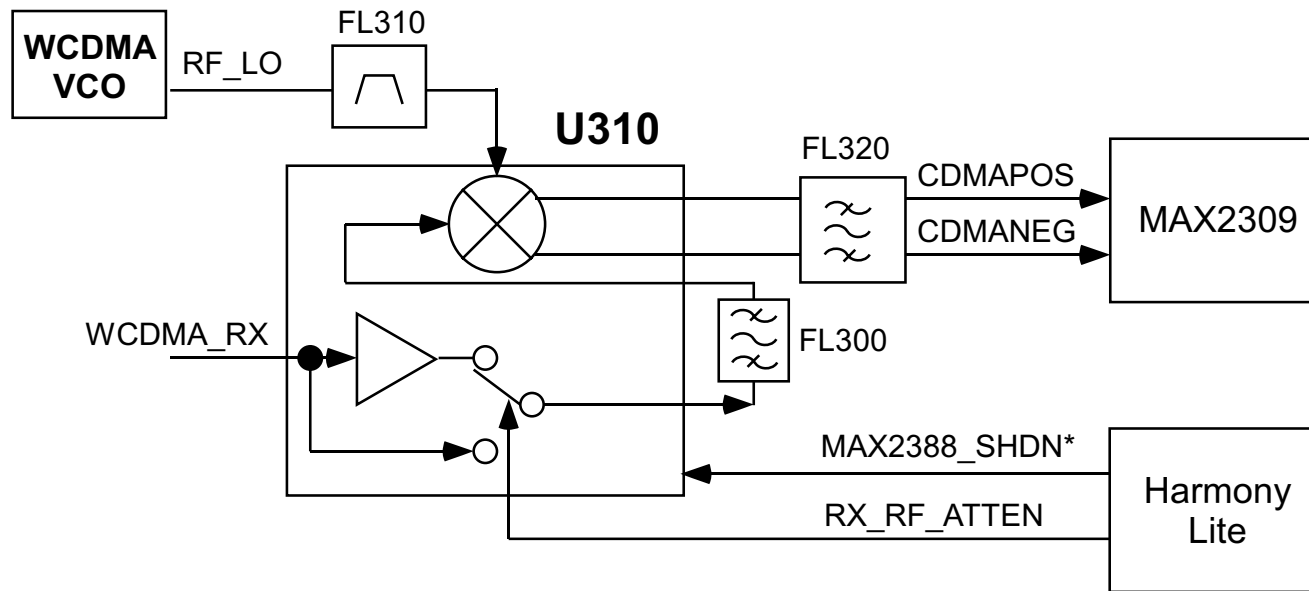 FL310
WCDMA
VCO
RF_LO
U310
FL320
CDMAPOS
CDMANEG
MAX2309
WCDMA_RX
FL300
MAX2388_SHDN*
RX_RF_ATTEN
Harmony
Lite